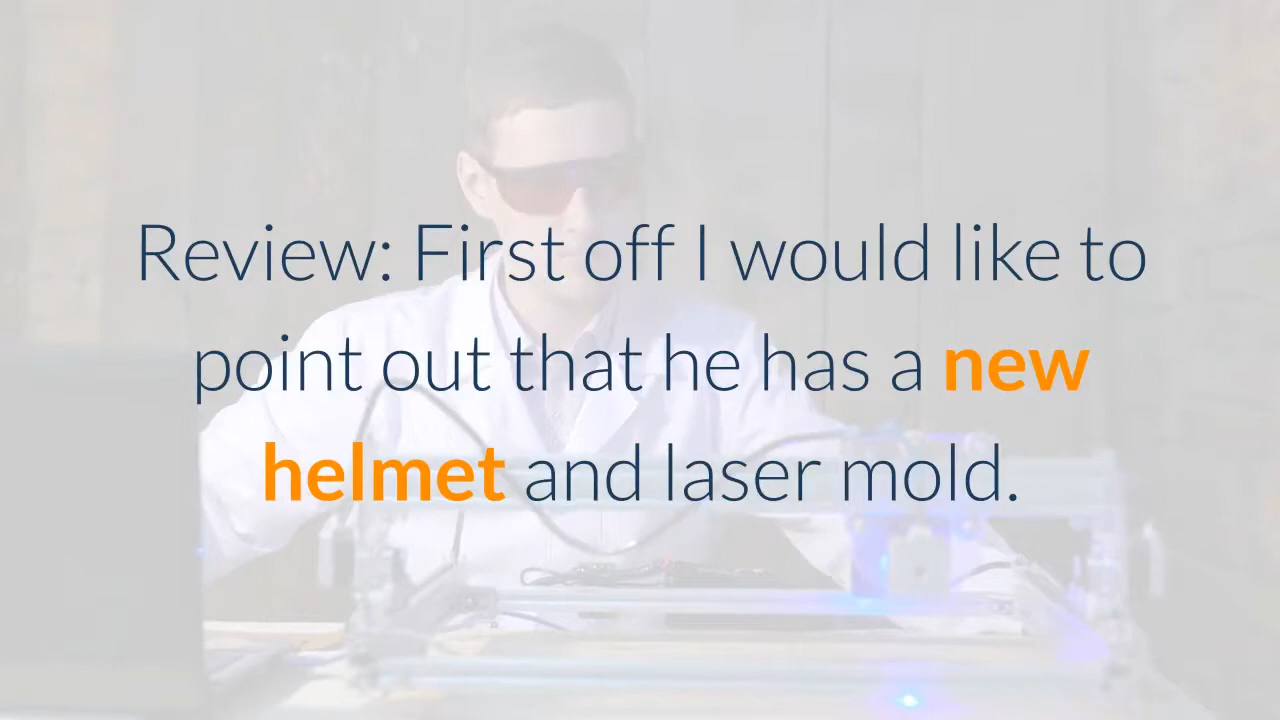 Review: First off I would like to
point out that he has a new
helmet and laser mold.